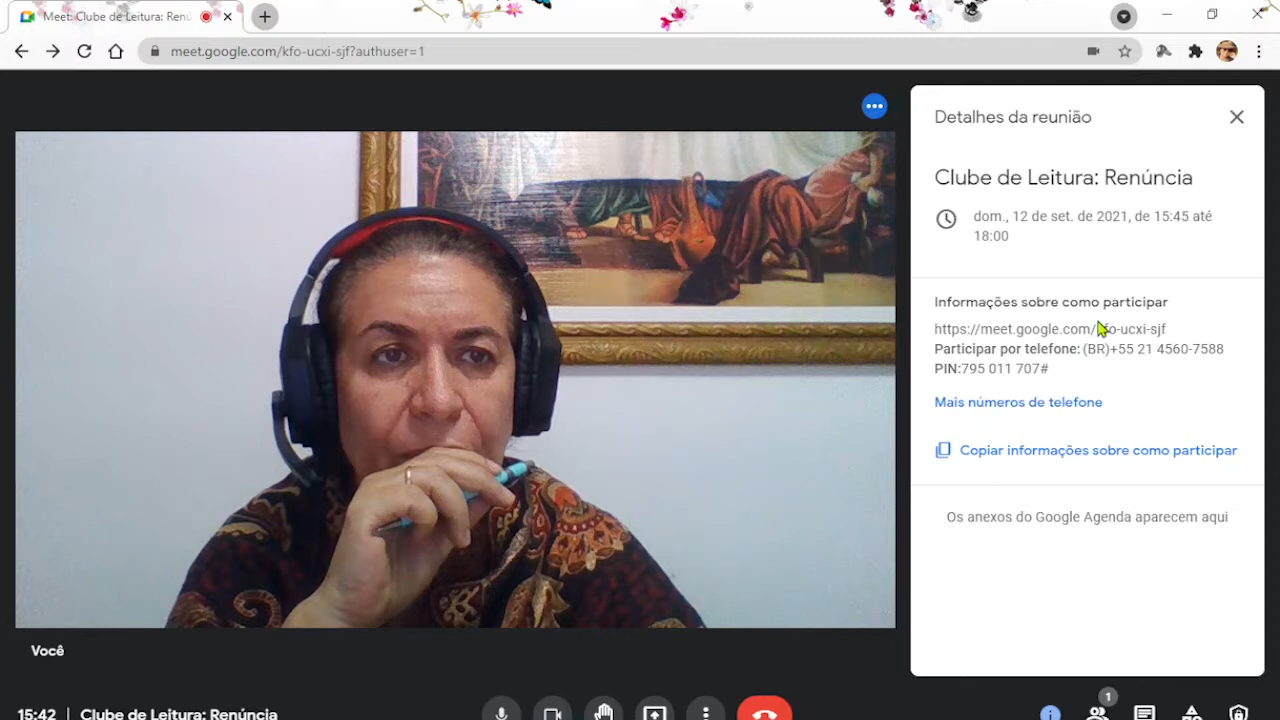 Meet: Clube de Leitura: Renú
meet.google.com/kfo-ucxi-sjf?authuser=1
Detalhes da reunião
Clube de Leitura: Renúncia
dom., 12 de set. de 2021, de 15:45 até
18:00
Informações sobre como participar
https://meet.google.com/kfo-ucxi-sjf
Participar por telefone: (BR)+55 21 4560-7588
PIN:795 011 707#
Mais números de telefone
Copiar informações sobre como participar
Os anexos do Google Agenda aparecem aqui
Você
1
15:42 | Clube de Leitura: Renúncia